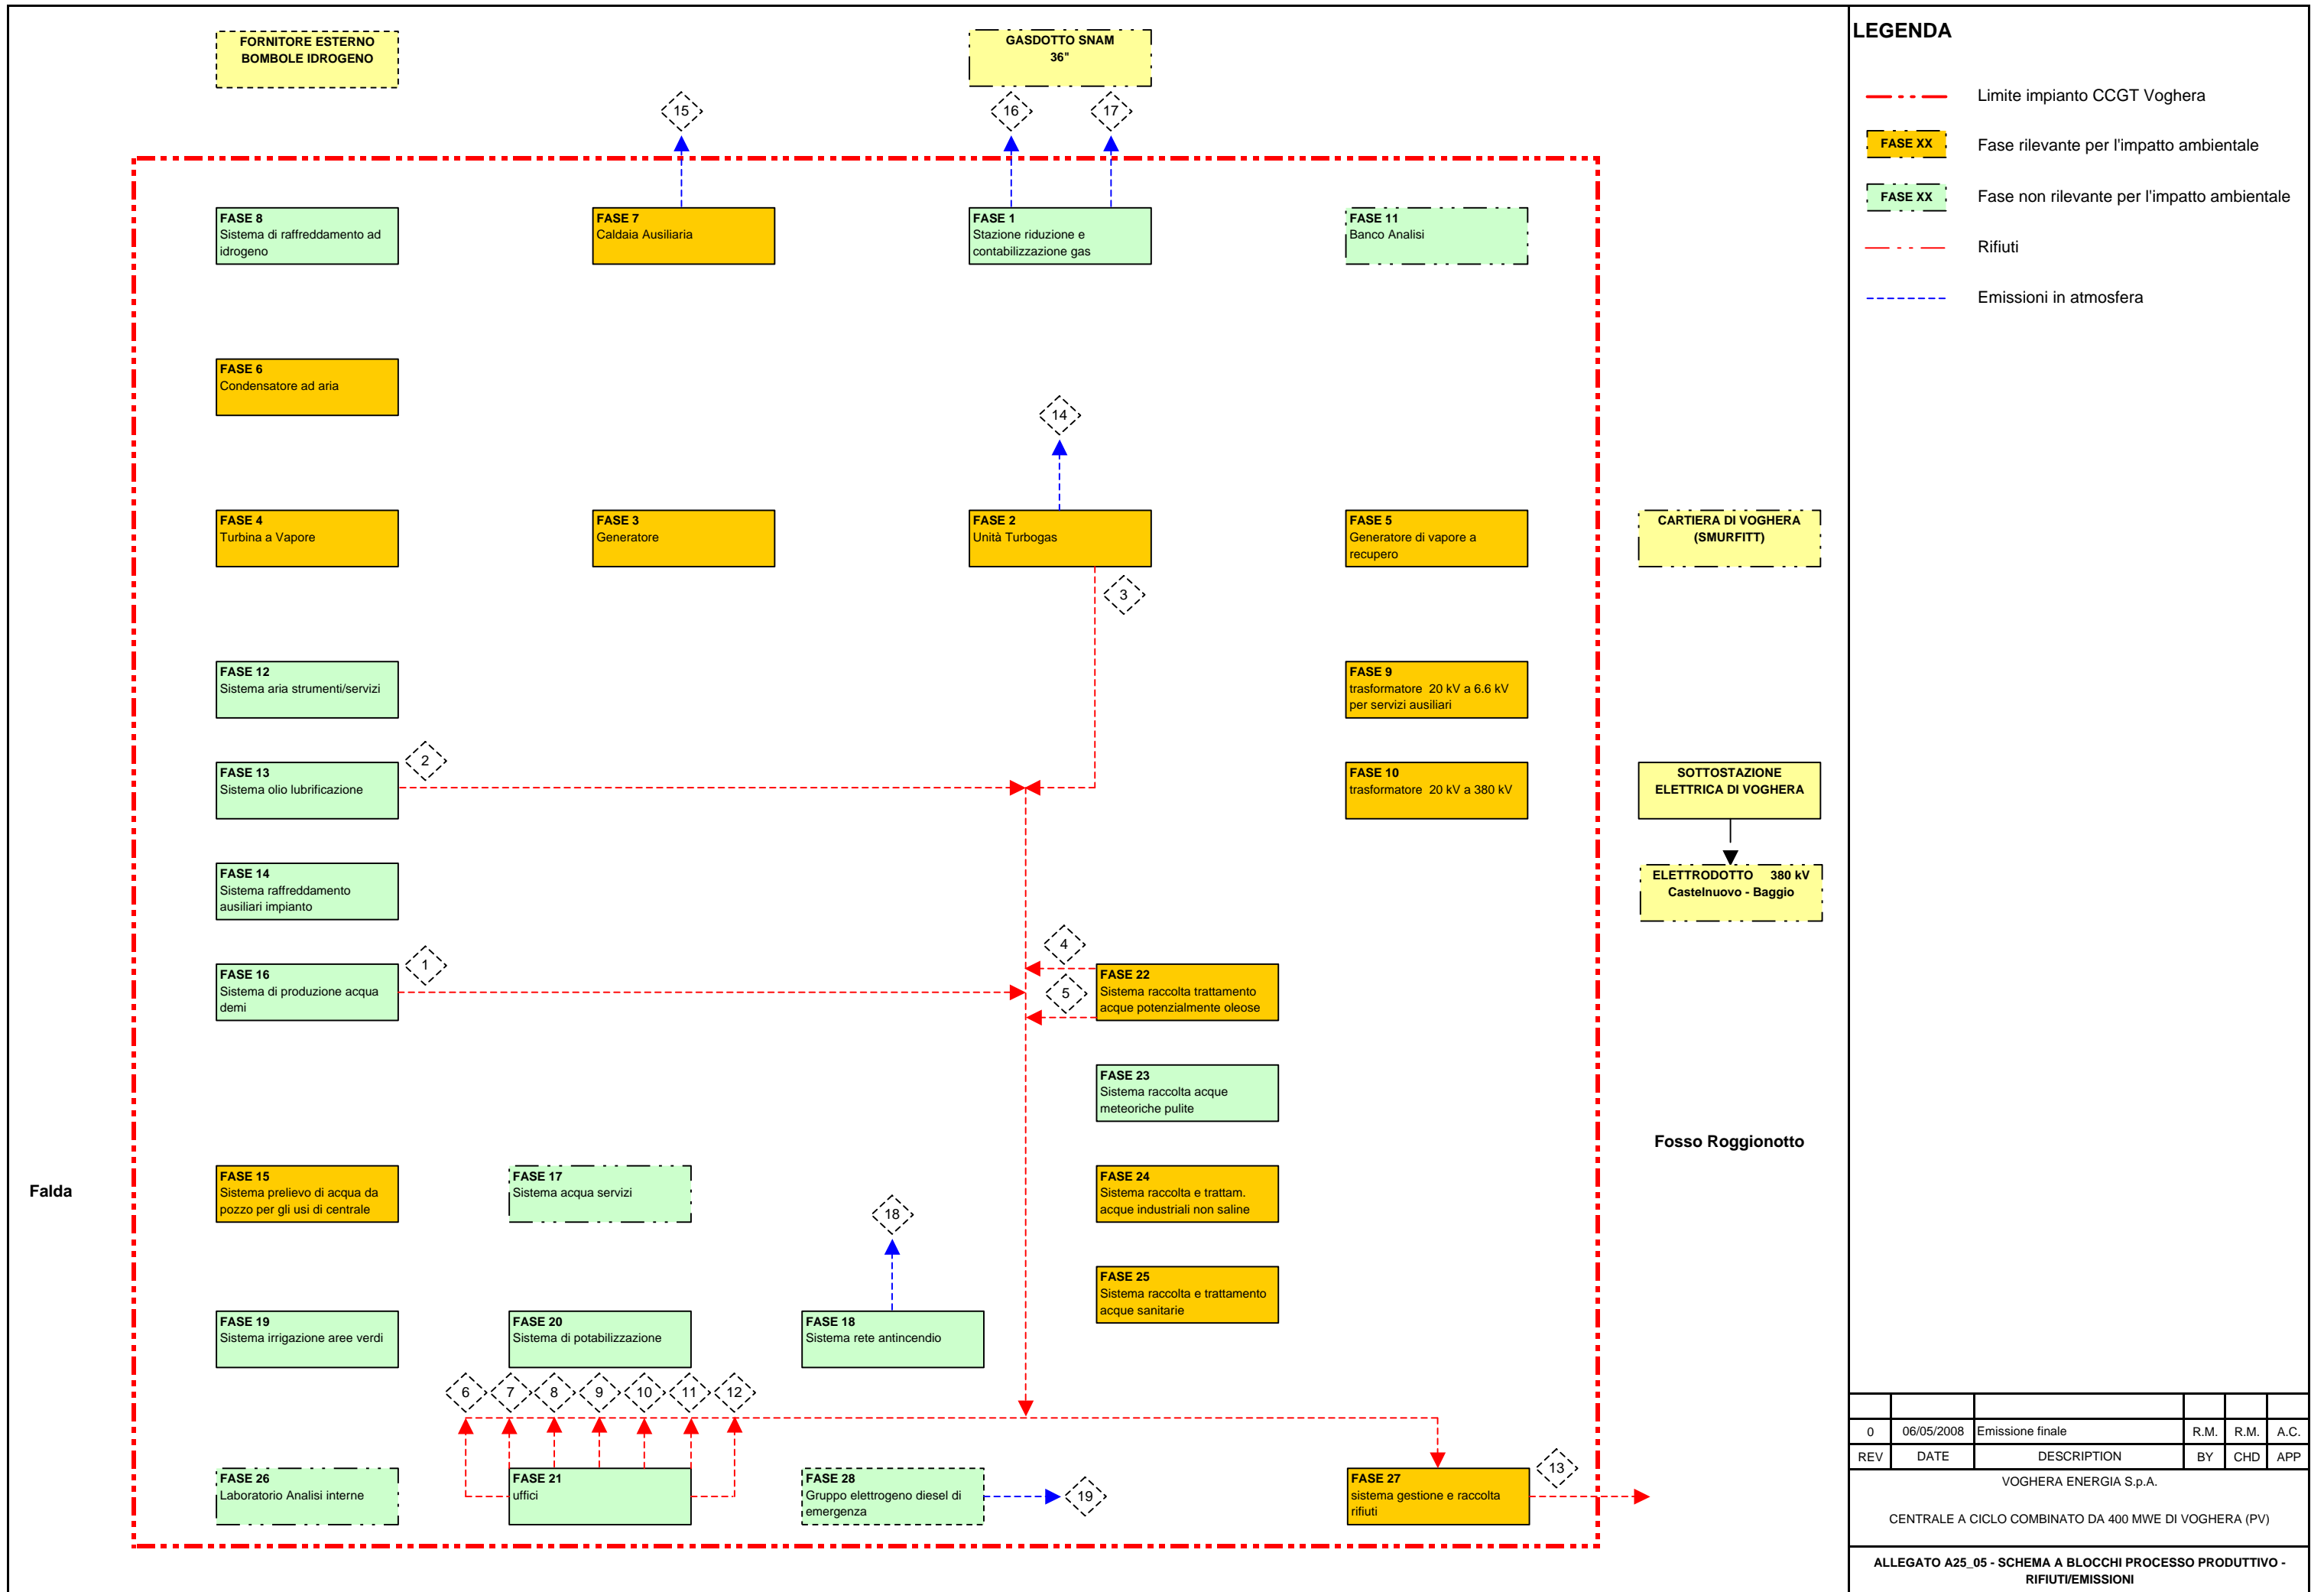 FORNITORE ESTERNO
BOMBOLE IDROGENO
GASDOTTO SNAM
36"
15
16
17
FASE 8
Sistema di raffreddamento ad
idrogeno
FASE 7
Caldaia Ausiliaria
FASE 1
Stazione riduzione e
contabilizzazione gas
FASE 11
Banco Analisi
FASE 6
Condensatore ad aria
14
FASE 4
Turbina a Vapore
FASE 3
Generatore
FASE 2
Unità Turbogas
FASE 5
Generatore di vapore a
recupero
CARTIERA DI VOGHERA
(SMURFITT)
3
FASE 12
Sistema aria strumenti/servizi
FASE 9
trasformatore 20 kV a 6.6 kV
per servizi ausiliari
2
FASE 13
Sistema olio lubrificazione
FASE 10
trasformatore 20 kV a 380 kV
SOTTOSTAZIONE
ELETTRICA DI VOGHERA
FASE 14
Sistema raffreddamento
ausiliari impianto
ELETTRODOTTO 380 kV
Castelnuovo - Baggio
1
4
5
FASE 16
Sistema di produzione acqua
demi
FASE 22
Sistema raccolta trattamento
acque potenzialmente oleose
FASE 23
Sistema raccolta acque
meteoriche pulite
Fosso Roggionotto
Falda
FASE 15
Sistema prelievo di acqua da
pozzo per gli usi di centrale
FASE 17
Sistema acqua servizi
18
FASE 24
Sistema raccolta e trattam.
acque industriali non saline
FASE 25
Sistema raccolta e trattamento
acque sanitarie
FASE 19
Sistema irrigazione aree verdi
FASE 20
Sistema di potabilizzazione
FASE 18
Sistema rete antincendio
6
7
8
9
10
11
12
FASE 26
Laboratorio Analisi interne
FASE 21
uffici
FASE 28
Gruppo elettrogeno diesel di
emergenza
19
FASE 27
sistema gestione e raccolta
rifiuti
13
LEGENDA
Limite impianto CCGT Voghera
FASE XX
Fase rilevante per l'impatto ambientale
FASE XX
Fase non rilevante per l'impatto ambientale
Rifiuti
Emissioni in atmosfera
0 06/05/2008 Emissione finale R.M. R.M. A.C.
REV DATE DESCRIPTION BY CHD APP
VOGHERA ENERGIA S.p.A.
CENTRALE A CICLO COMBINATO DA 400 MWE DI VOGHERA (PV)
ALLEGATO A25_05 - SCHEMA A BLOCCHI PROCESSO PRODUTTIVO -
RIFIUTI/EMISSIONI